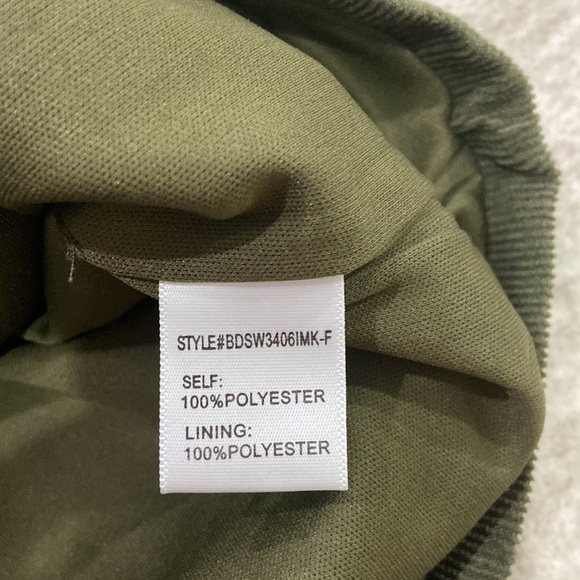 STYLE#BDSW3406IMK-F
SELF:
100%POLYESTER
LINING:
100%POLYESTER